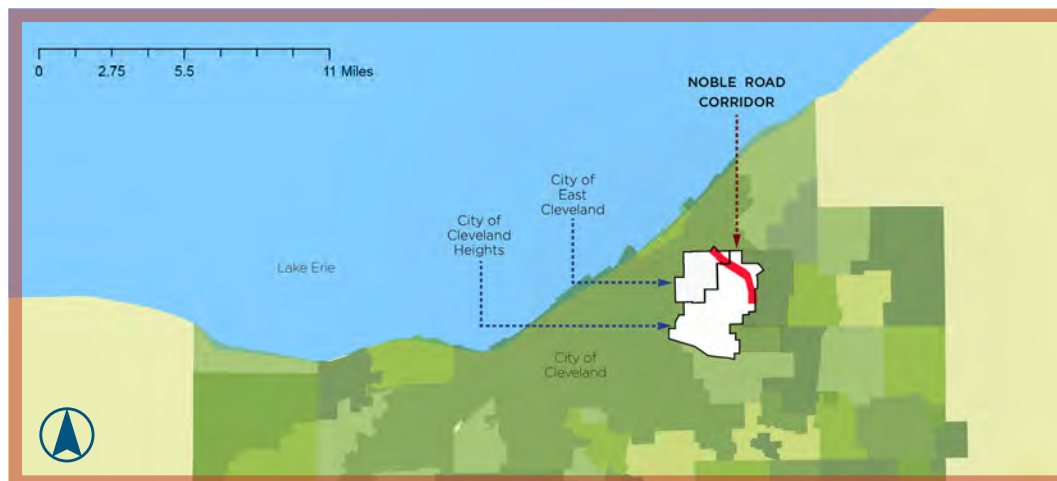 0 2.75 5.5 11 Miles
NOBLE ROAD
CORRIDOR
City of
East
Cleveland
City of
Cleveland
Heights
Lake Erie
City of
Cleveland